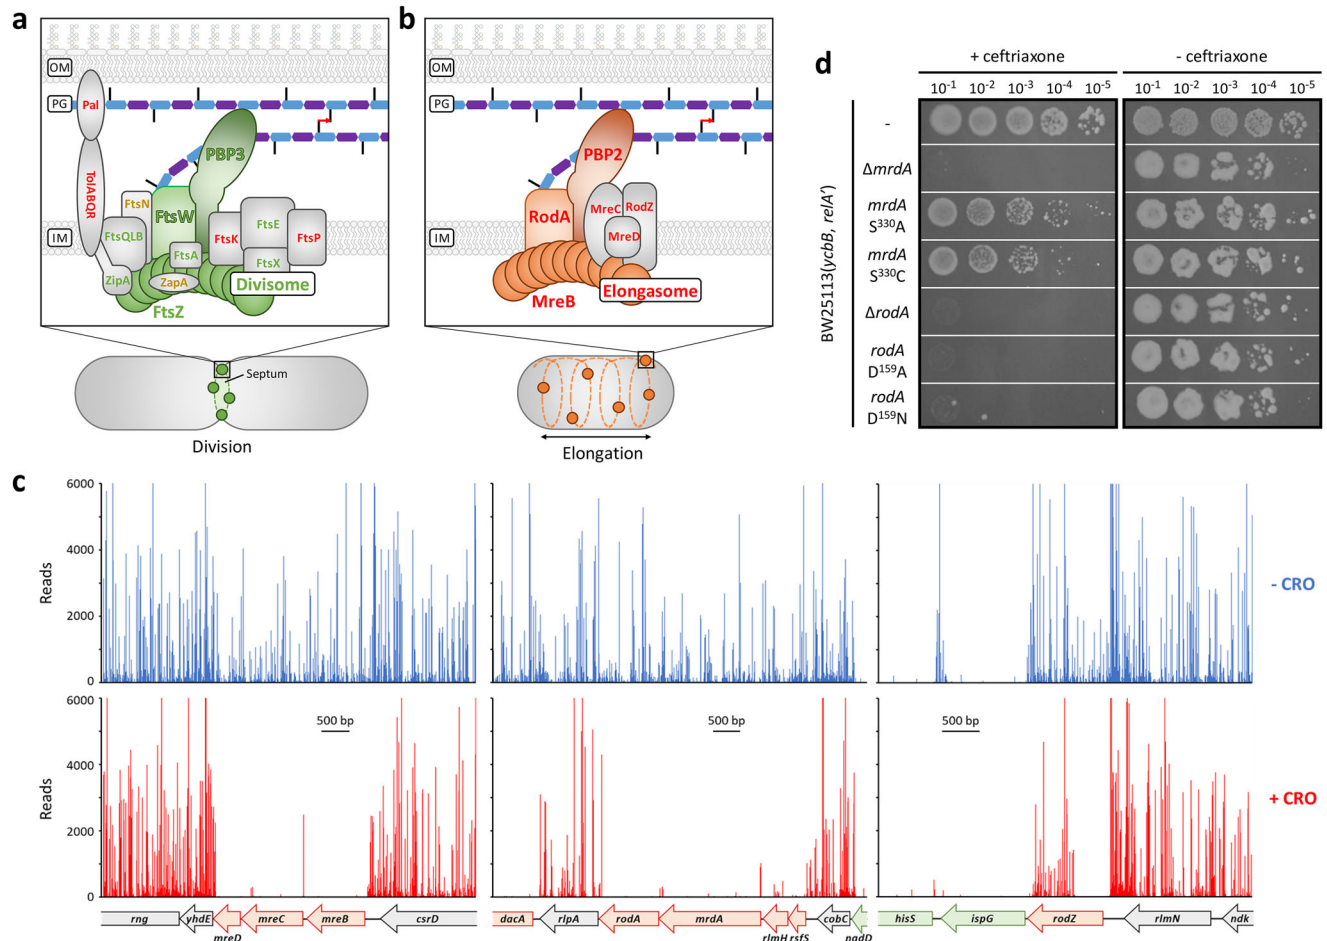 a
OM
PG
Pal
PBP3
TolABQR
FtsN
FtsW
FtsQLB
FtsK
FtsE
FtsP
IM
FtsA
FtsX
ZipA
ZapA
Divisome
FtsZ
Septum
Division
b
OM
PG
PBP2
RodA
MreC
RodZ
MreD
IM
MreB
Elongasome
Elongation
d
+ ceftriaxone
- ceftriaxone
10-1 10-2 10-3 10-4 10-5
10-1 10-2 10-3 10-4 10-5
BW25113(ycbB, relA')
-
ΔmrdA
mrdA
S330A
mrdA
S330C
ΔrodA
rodA
D159A
rodA
D159N
c
Reads
6000
4000
2000
0
- CRO
Reads
6000
4000
2000
0
500 bp
500 bp
500 bp
+ CRO
rng yhdE mreC mreB csrD
mreD
dacA rlpA rodA mrdA cobC
rlmH rsfS nadD
hisS ispG rodZ rlmN ndk